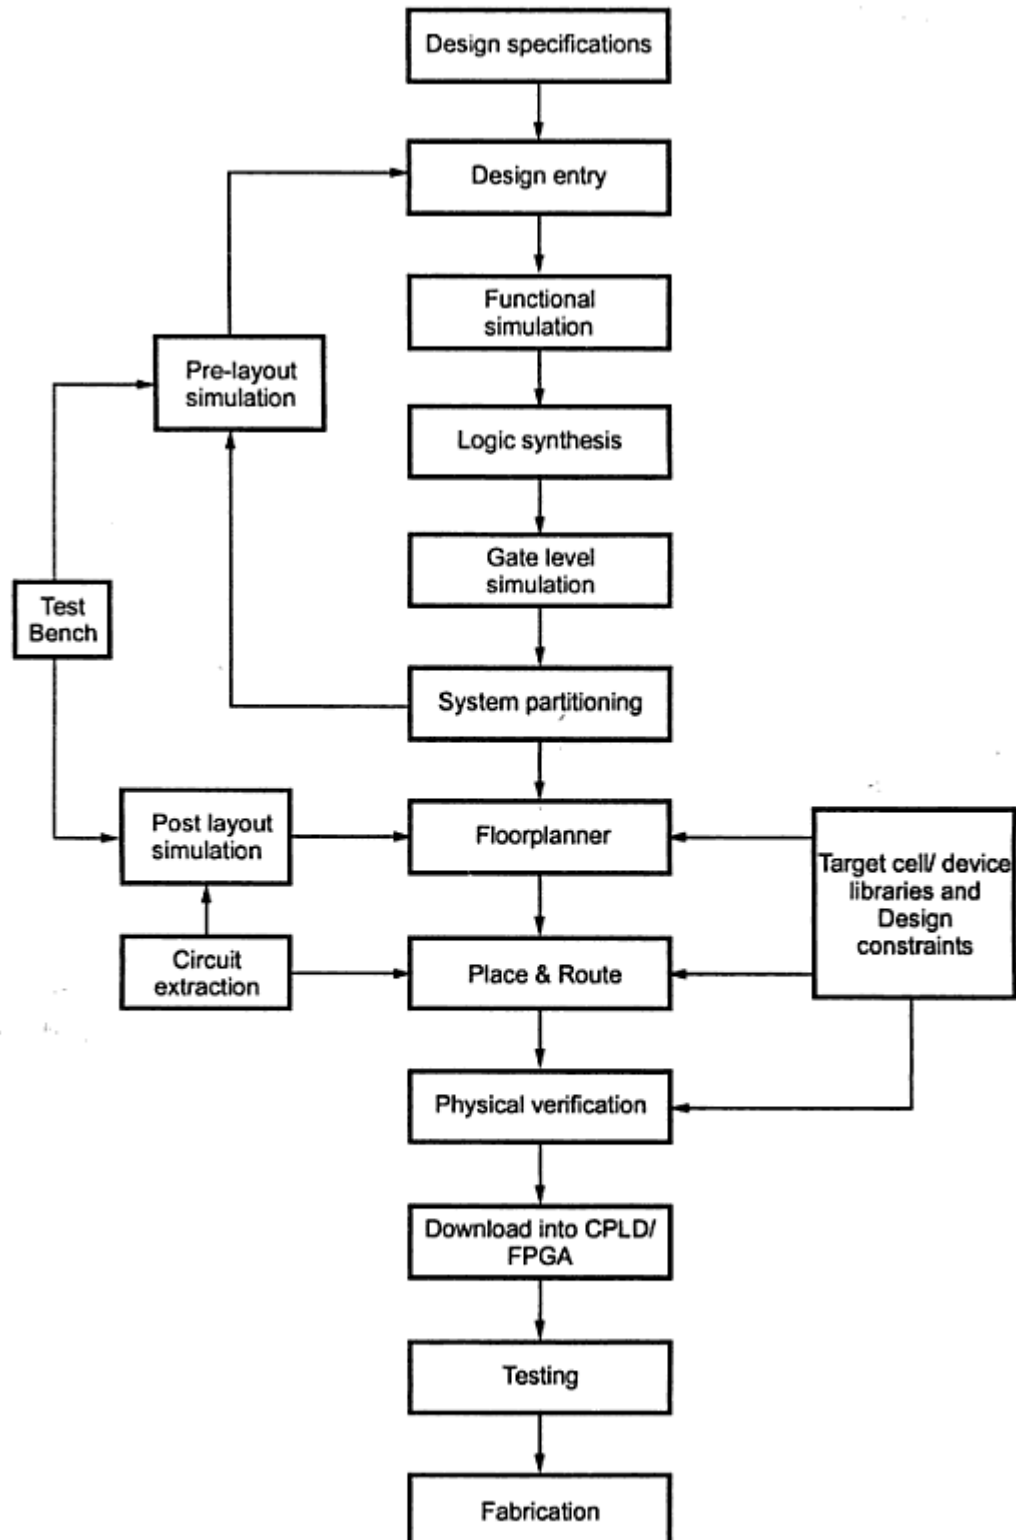 Design specifications
Design entry
Functional
simulation
Pre-layout
simulation
Logic synthesis
Gate level
simulation
Test
Bench
System partitioning
Post layout
simulation
Floorplanner
Target cell/ device
libraries and
Design
constraints
Circuit
extraction
Place & Route
Physical verification
Download into CPLD/
FPGA
Testing
Fabrication